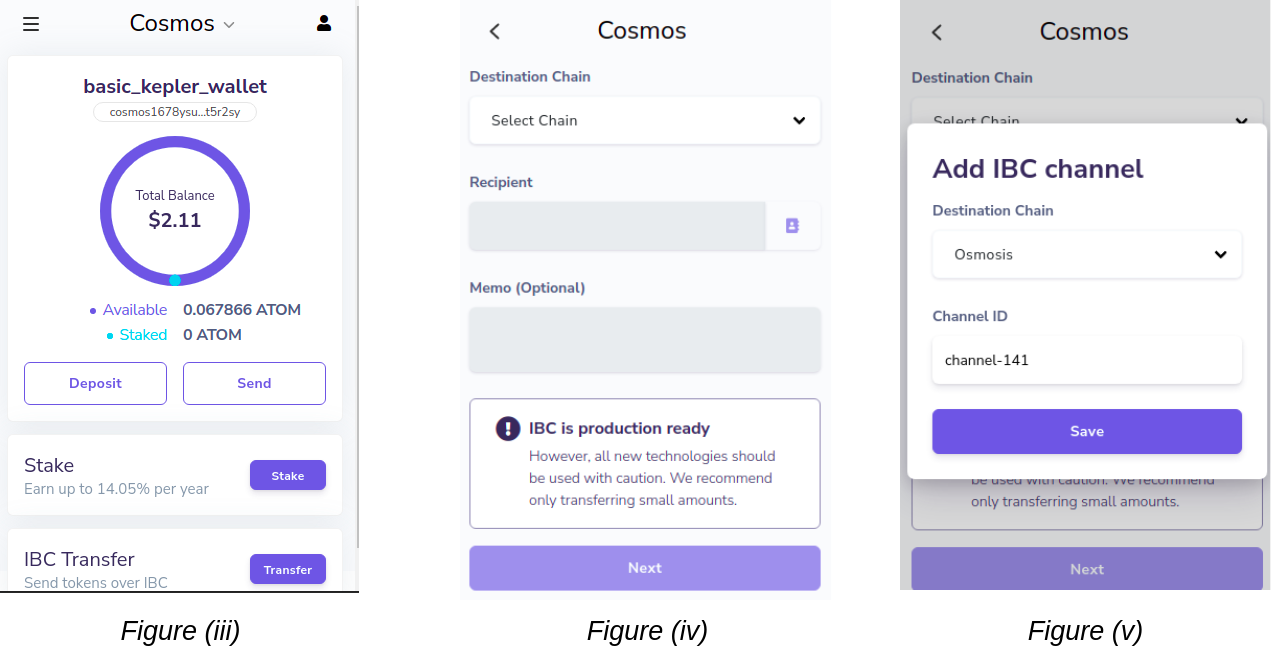 Cosmos
basic_kepler_wallet
cosmos1678ysu...t5r2sy
Total Balance
$2.11
Available 0.067866 ATOM
Staked 0 ATOM
Deposit Send
Stake
Earn up to 14.05% per year
Stake
IBC Transfer
Send tokens over IBC
Transfer
Figure (iii)
Cosmos
Destination Chain
Select Chain
Recipient
Memo (Optional)
IBC is production ready
However, all new technologies should
be used with caution. We recommend
only transferring small amounts.
Next
Figure (iv)
Cosmos
Destination Chain
Select Chain
Add IBC channel
Destination Chain
Osmosis
Channel ID
channel-141
Save
be used with caution. We recommend
only transferring small amounts.
Next
Figure (v)